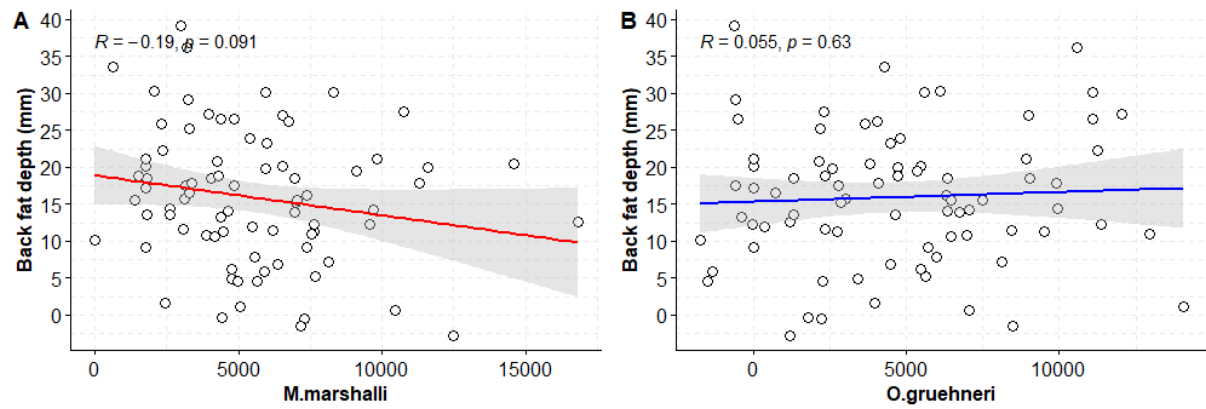 A
Back fat depth (mm)
40
35
30
25
20
15
10
5
0
R = −0.19, p = 0.091
0 5000 10000 15000
M.marshalli
B
Back fat depth (mm)
40
35
30
25
20
15
10
5
0
R = 0.055, p = 0.63
0 5000 10000
O.gruehneri